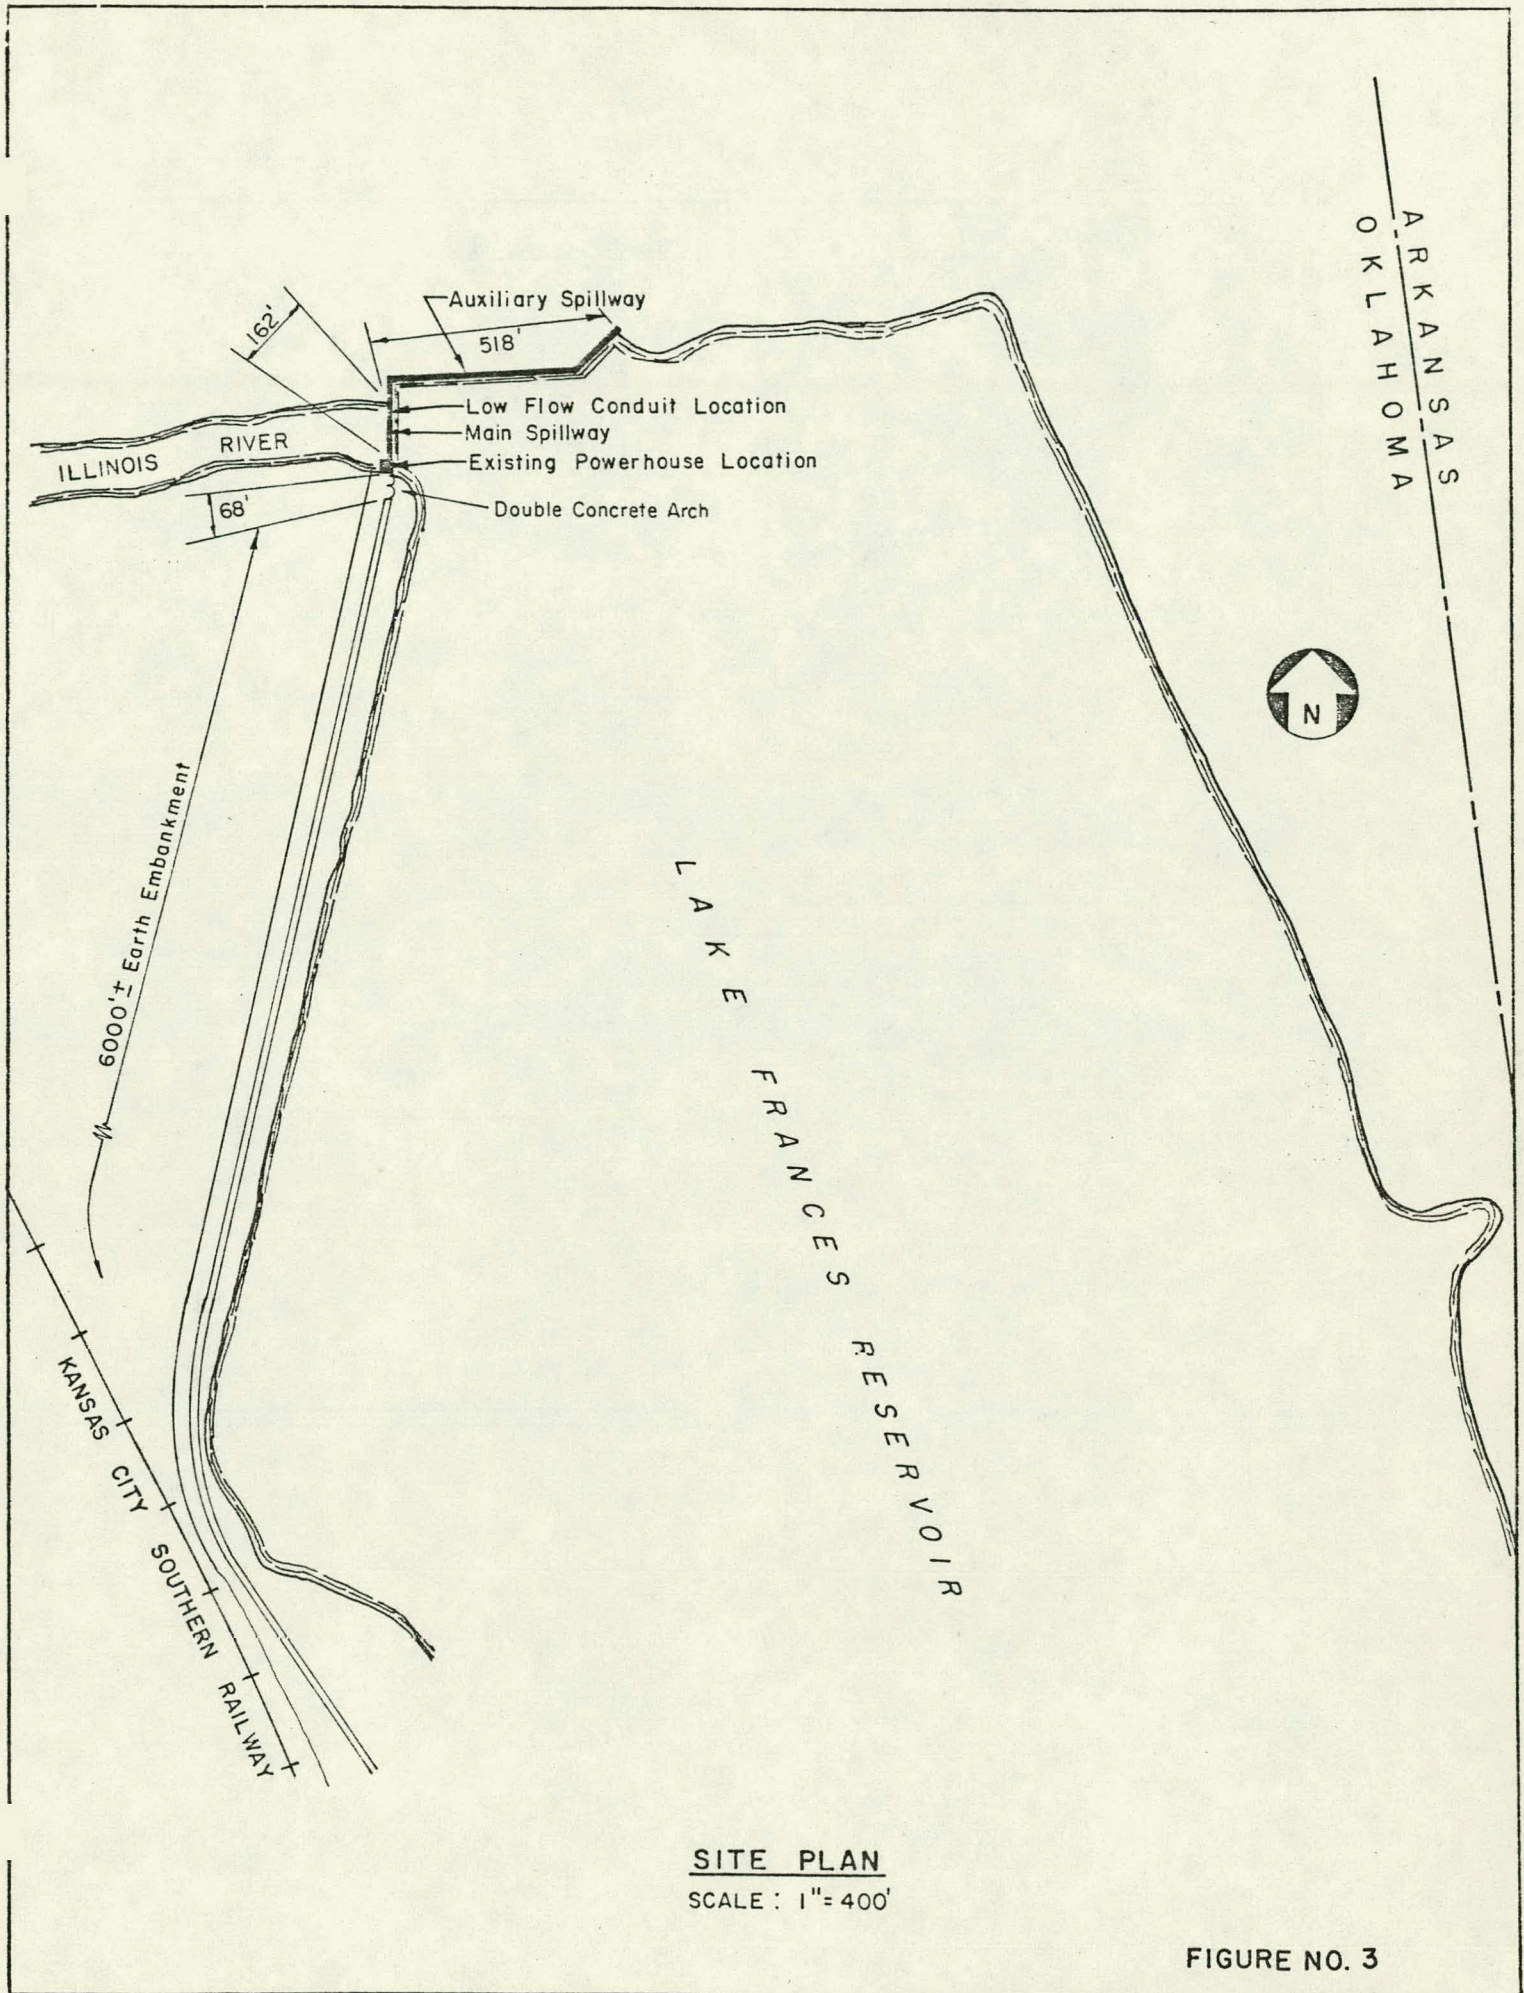 ARKANSAS
OKLAHOMA
Auxiliary Spillway
162'
518'
Low Flow Conduit Location
Main Spillway
Existing Powerhouse Location
Double Concrete Arch
ILLINOIS RIVER
68'
N
6000'± Earth Embankment
LAKE FRANCES RESERVOIR
KANSAS CITY SOUTHERN RAILWAY
SITE PLAN
SCALE: 1"=400'
FIGURE NO. 3